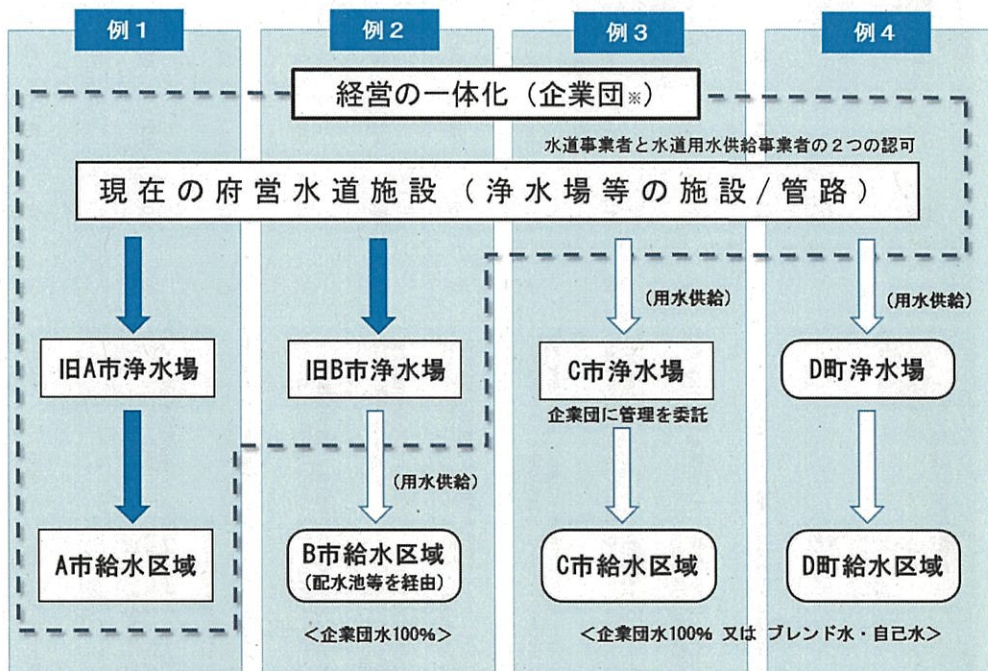 例1
例2
例3
例4
経営の一体化（企業団※）
水道事業者と水道用水供給事業者の2つの認可
現在の府営水道施設（浄水場等の施設/管路）
(用水供給)
(用水供給)
旧A市浄水場
旧B市浄水場
C市浄水場
D町浄水場
企業団に管理を委託
(用水供給)
A市給水区域
B市給水区域
(配水池等を経由)
C市給水区域
D町給水区域
＜企業団水100%＞
＜企業団水100% 又は ブレンド水・自己水＞